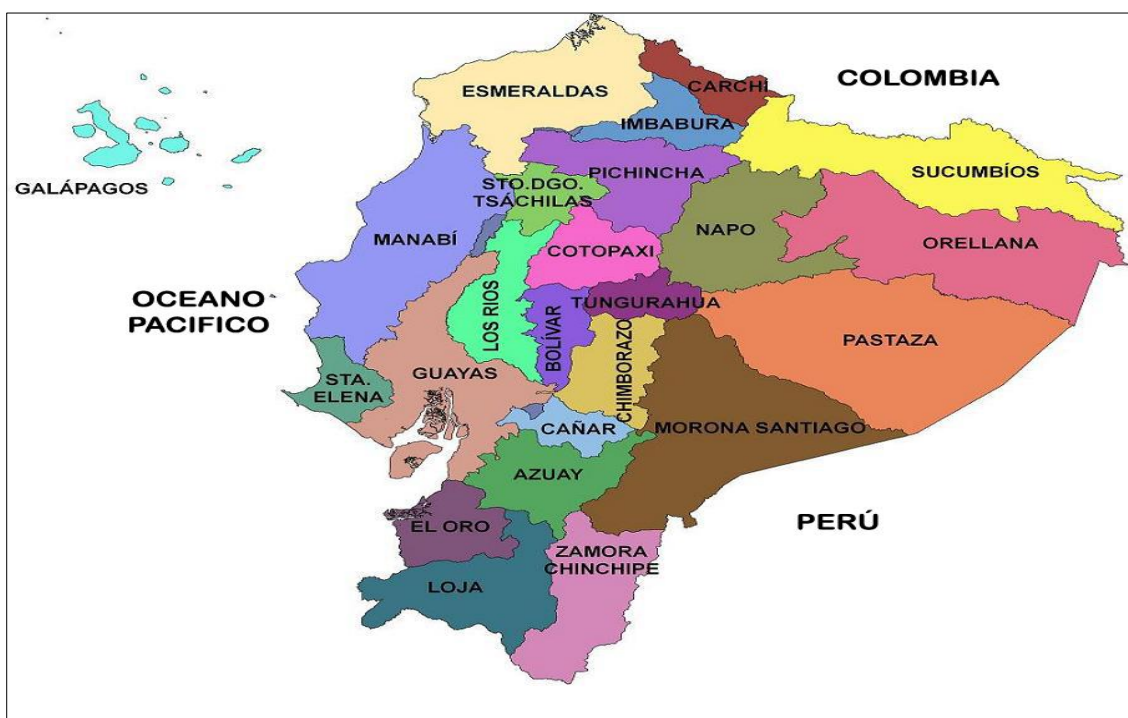 COLOMBIA
CARCHÍ
ESMERALDAS
IMBABURA
PICHINCHA
SUCUMBÍOS
GALÁPAGOS
STO.DGO.
TSÁCHILAS
MANABÍ
NAPO
ORELLANA
COTOPAXI
OCEANO
PACIFICO
TUNGURAHUA
LOS RIOS
BOLÍVAR
CHIMBORAZO
PASTAZA
GUAYAS
STA.
ELENA
CAÑAR
MORONA SANTIAGO
AZUAY
PERÚ
EL ORO
ZAMORA
CHINCHIPE
LOJA